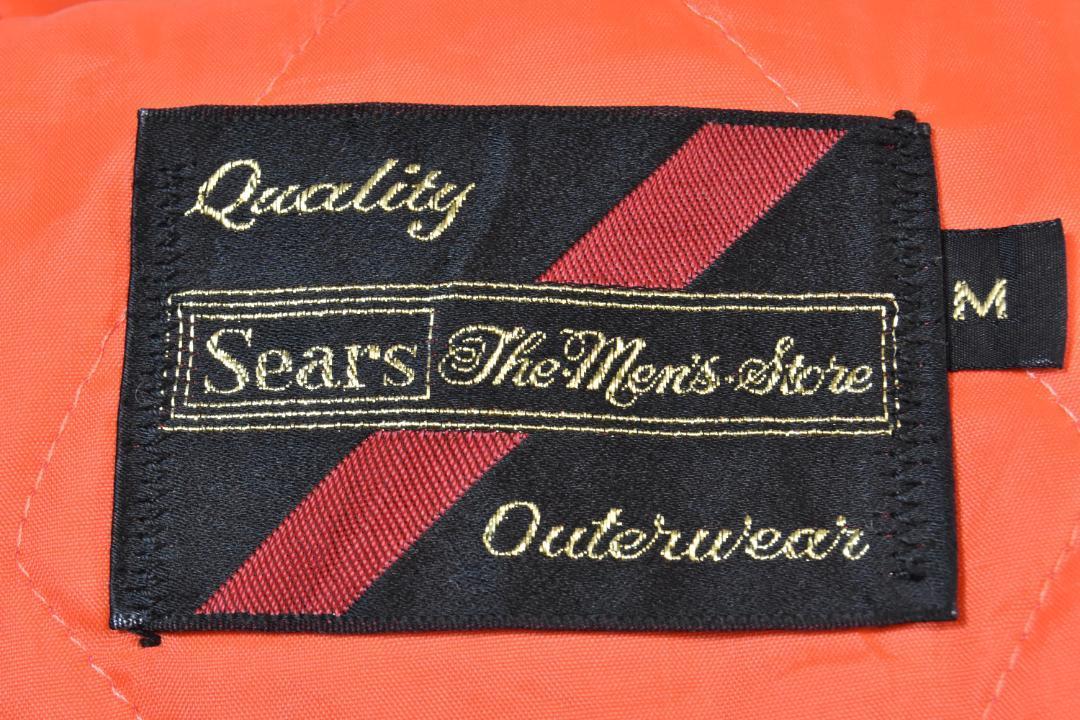 Quality
Sears The Men's Store
M
Outerwear